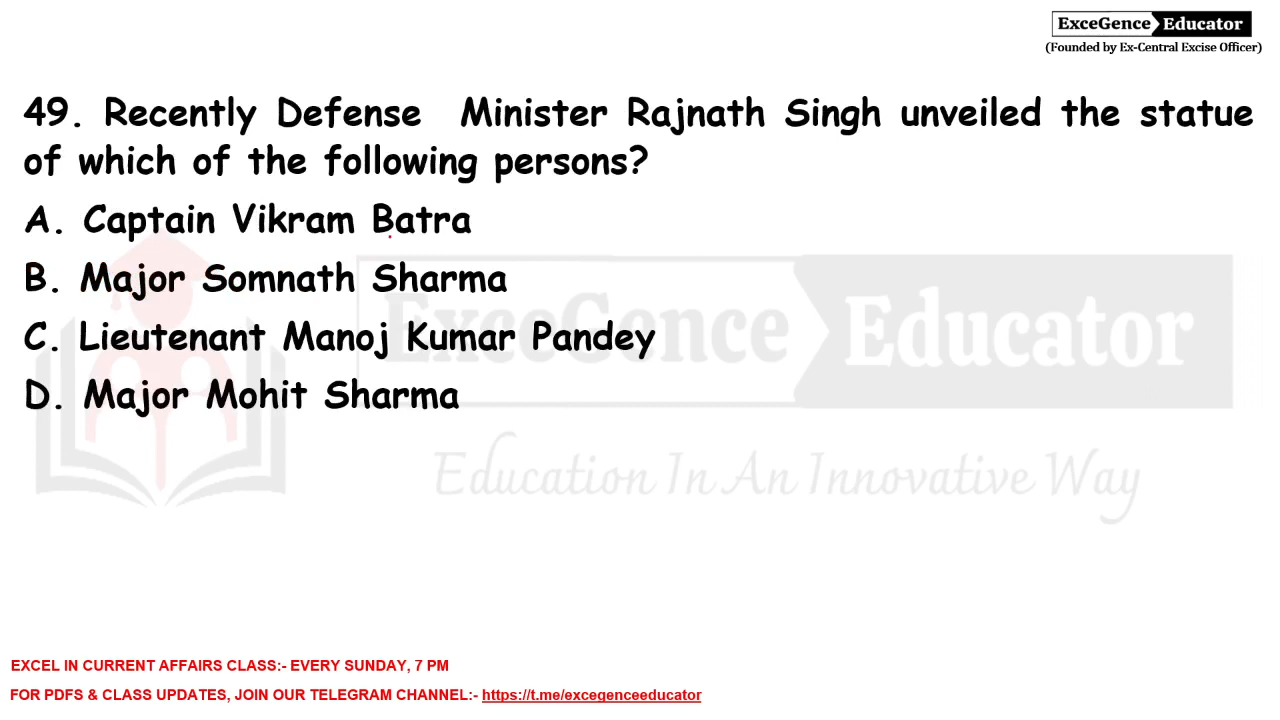 ExceGence Educator
(Founded by Ex-Central Excise Officer)
49. Recently Defense Minister Rajnath Singh unveiled the statue
of which of the following persons?
A. Captain Vikram Batra
B. Major Somnath Sharma
C. Lieutenant Manoj Kumar Pandey
D. Major Mohit Sharma
ExceGence Educator
Education In An Innovative Way
EXCEL IN CURRENT AFFAIRS CLASS:- EVERY SUNDAY, 7 PM
FOR PDFS & CLASS UPDATES, JOIN OUR TELEGRAM CHANNEL:- https://t.me/excegenceeducator